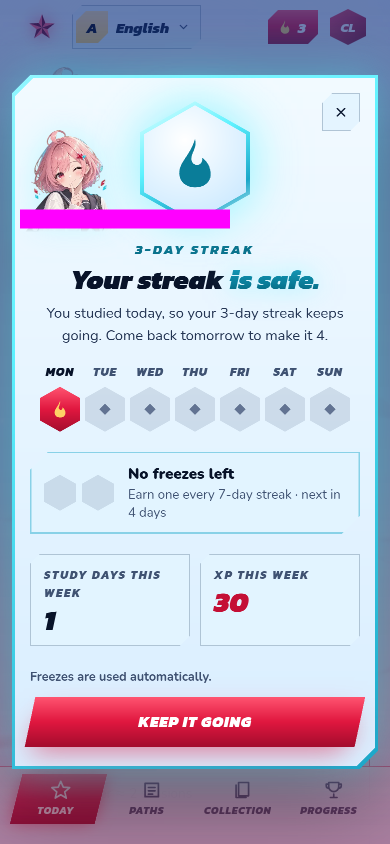 A English 3 CL
×
3-DAY STREAK
Your streak is safe.
You studied today, so your 3-day streak keeps
going. Come back tomorrow to make it 4.
MON TUE WED THU FRI SAT SUN
No freezes left
Earn one every 7-day streak · next in
4 days
STUDY DAYS THIS
WEEK
1
XP THIS WEEK
30
Freezes are used automatically.
KEEP IT GOING
TODAY PATHS COLLECTION PROGRESS